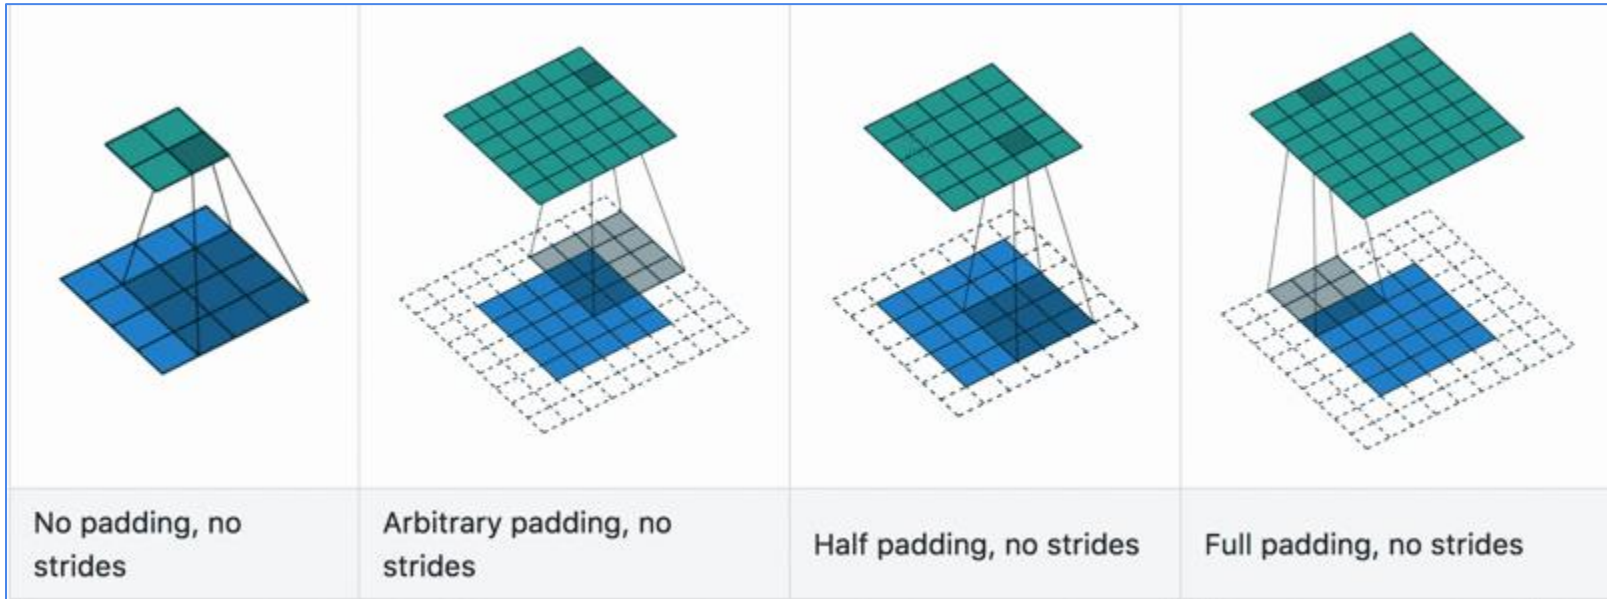 No padding, no
strides
Arbitrary padding, no
strides
Half padding, no strides
Full padding, no strides